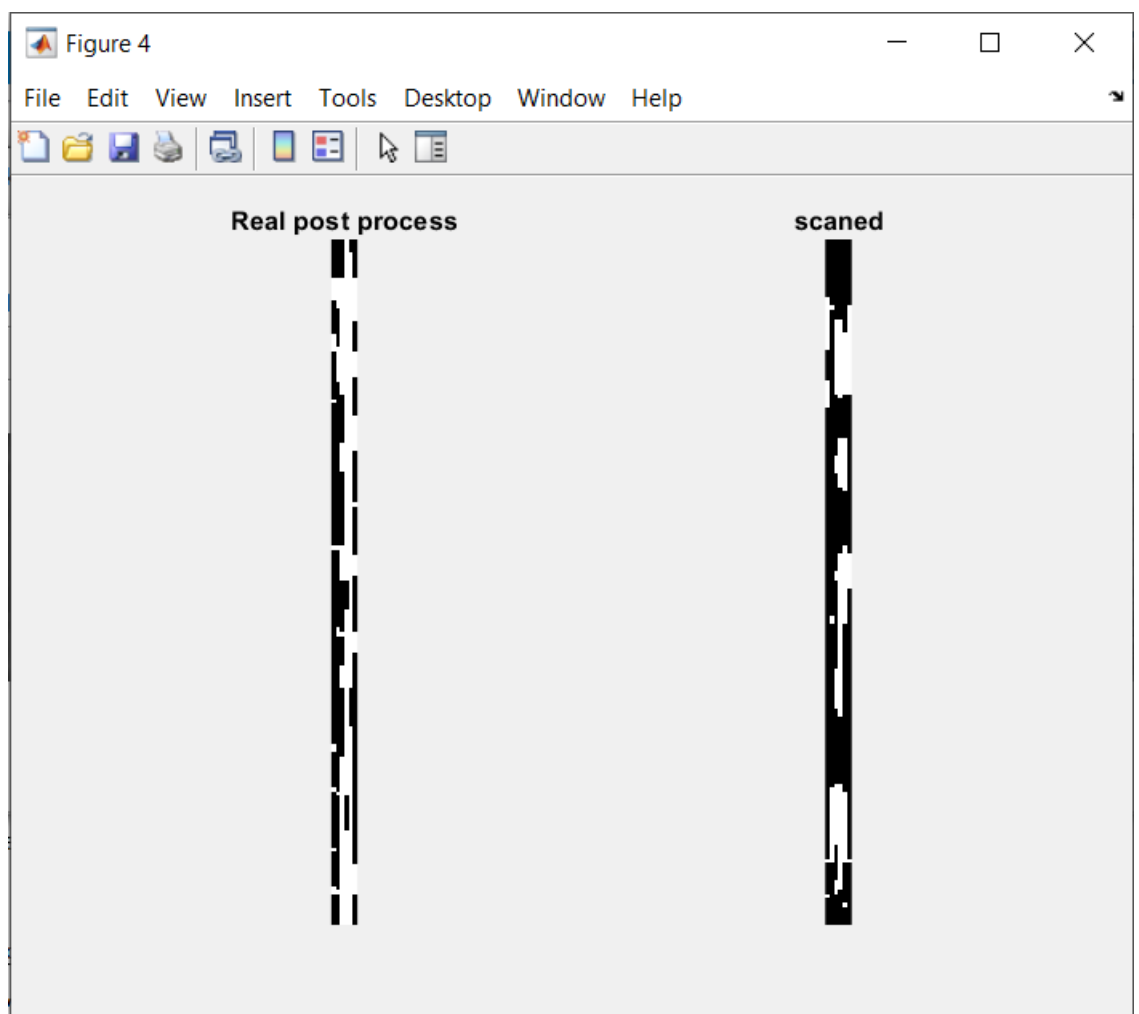 Figure 4
File Edit View Insert Tools Desktop Window Help
Real post process
scaned